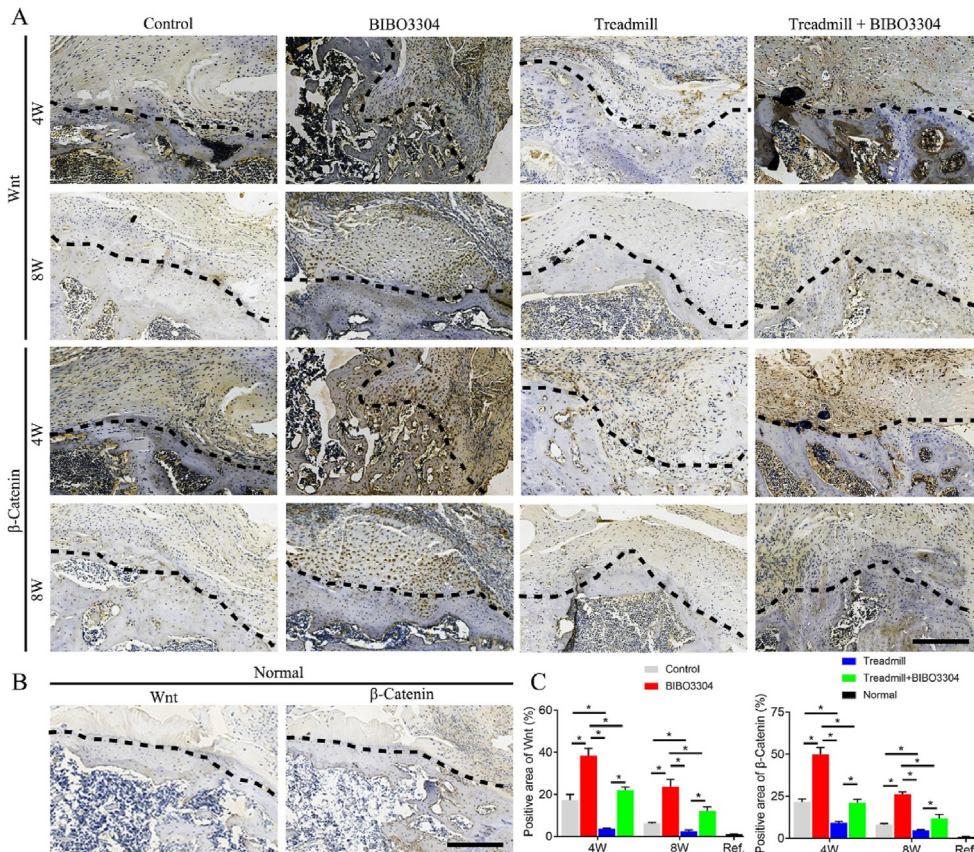 A
Control
BIBO3304
Treadmill
Treadmill + BIBO3304
Wnt
4W
8W
β-Catenin
4W
8W
B
Normal
Wnt
β-Catenin
C
Control
BIBO3304
Treadmill
Treadmill+BIBO3304
Normal
Positive area of Wnt (%)
60
40
20
0
* * * *
* * * *
*
*
4W
8W
Ref.
Positive area of β-Catenin (%)
75
50
25
0
* * * *
* * * *
*
*
4W
8W
Ref.